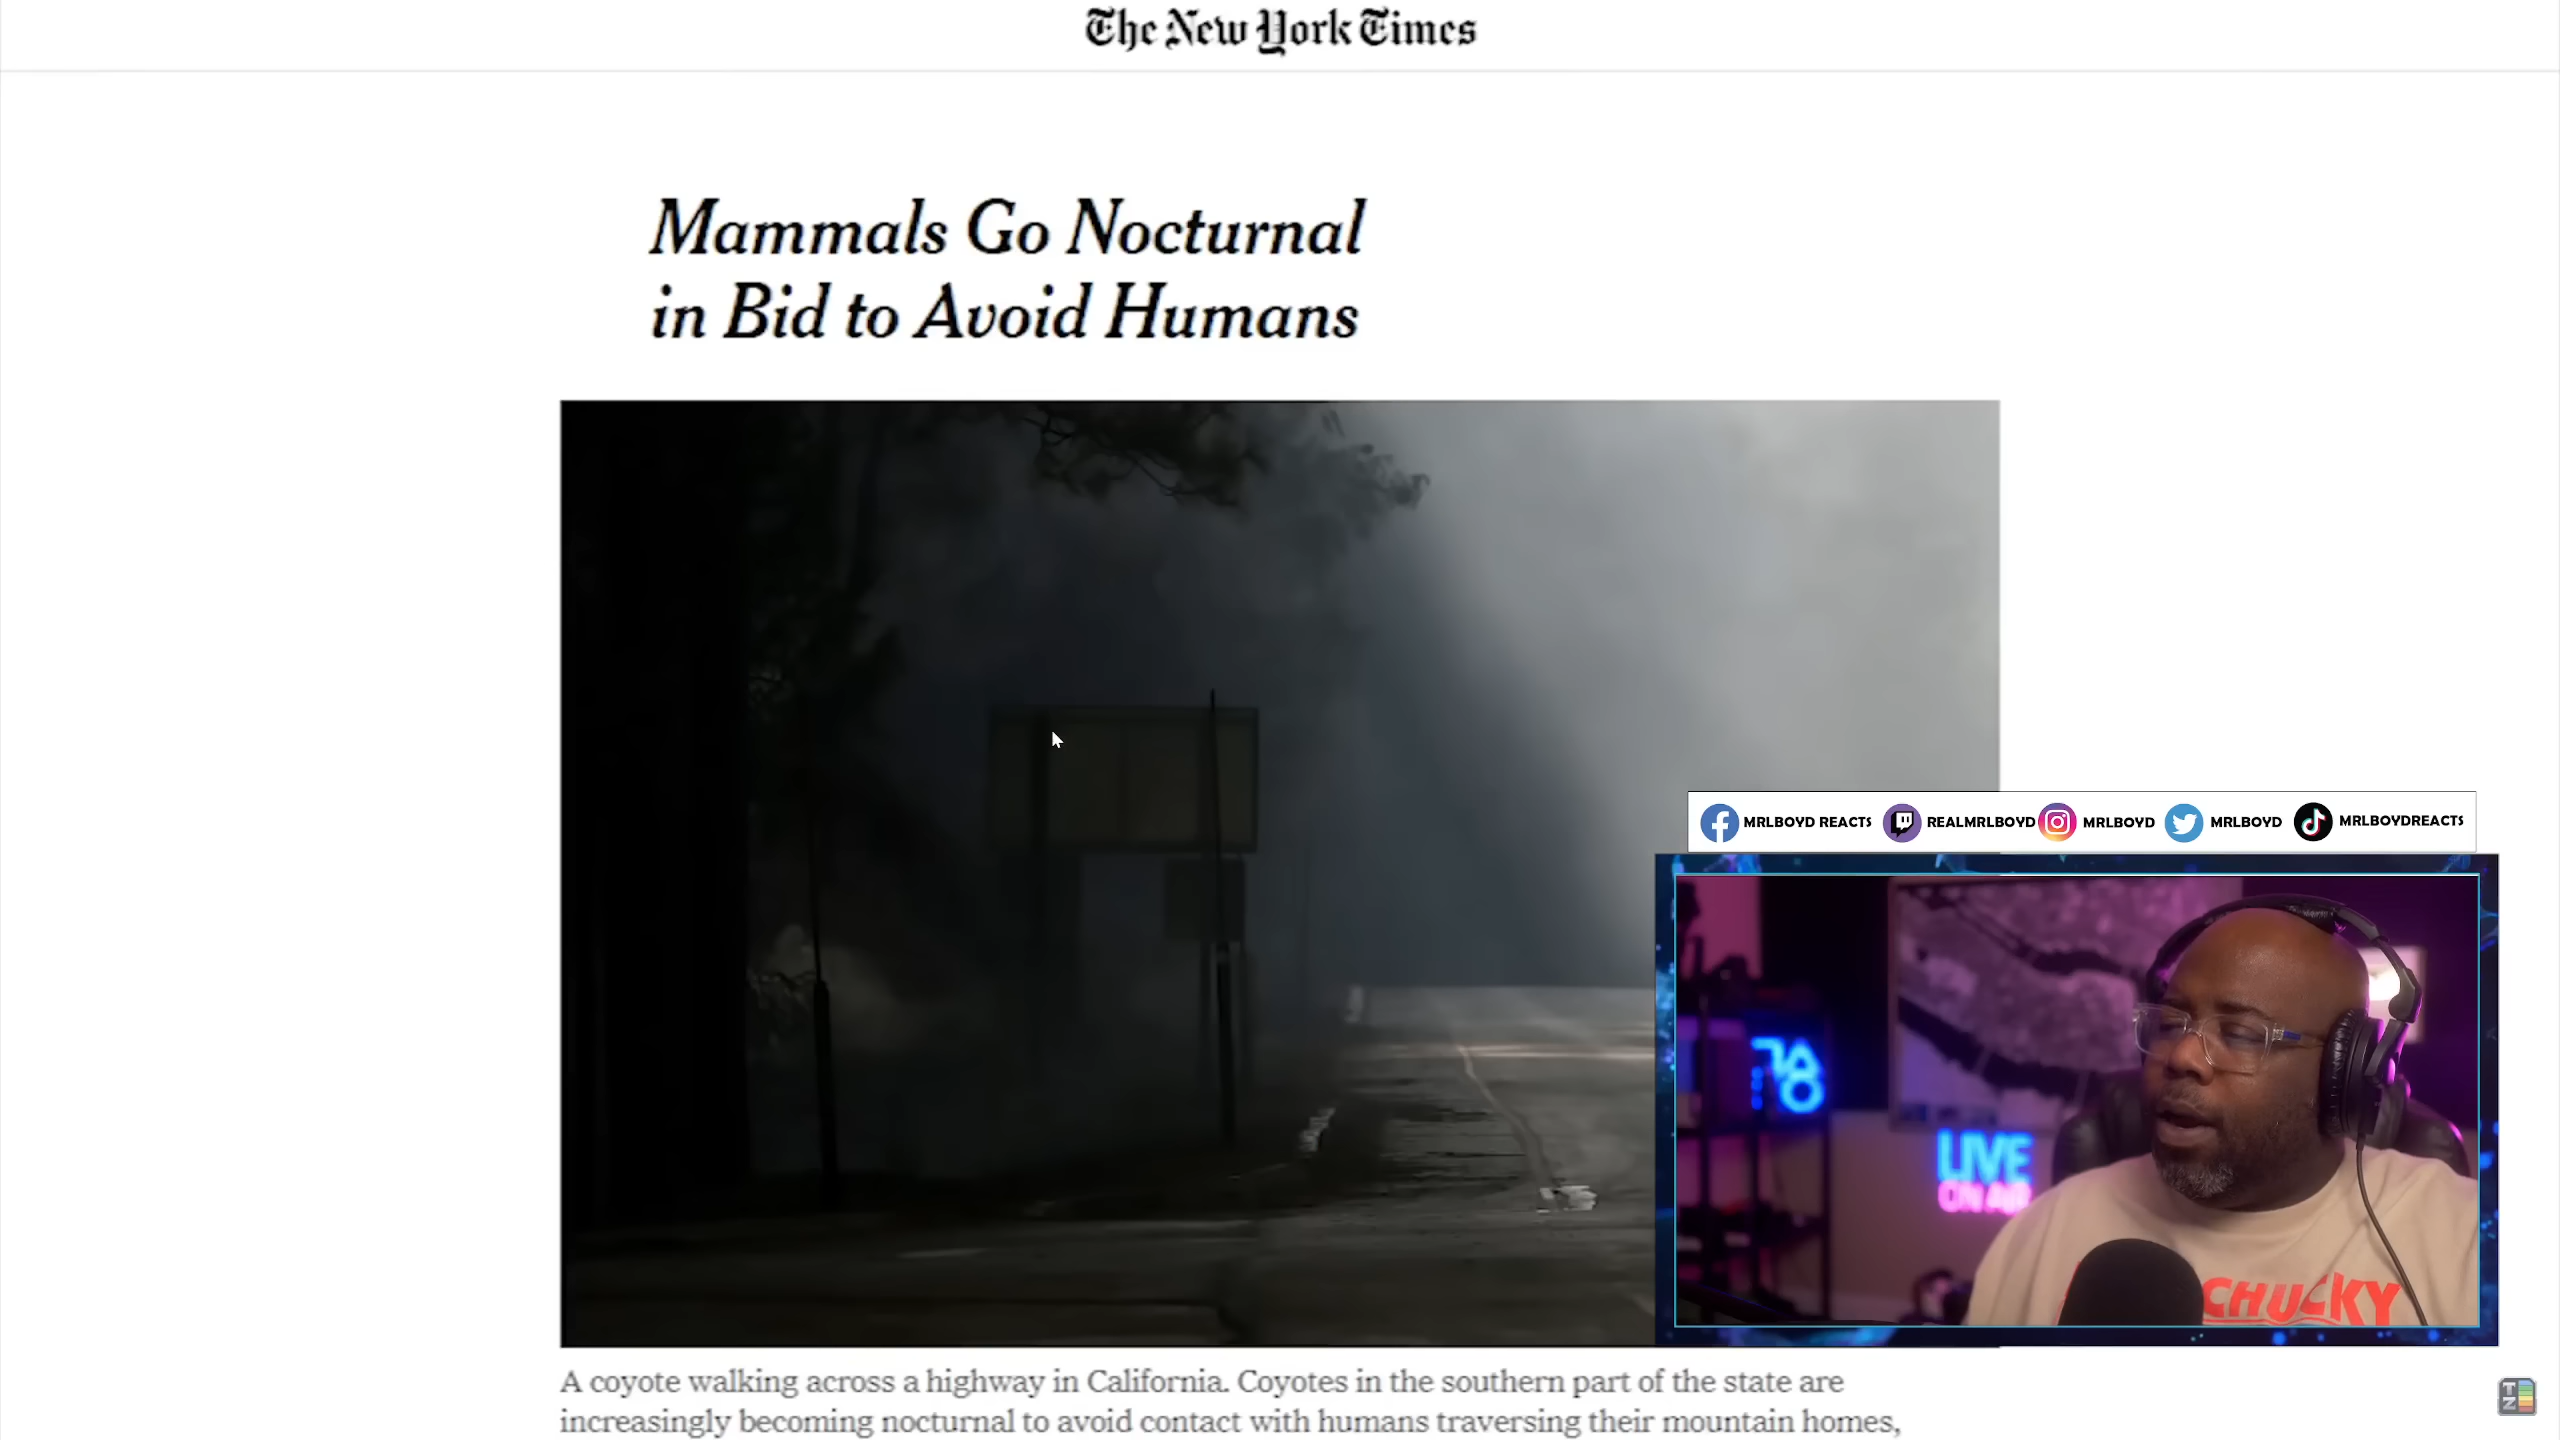 The New York Times
Mammals Go Nocturnal
in Bid to Avoid Humans
MRLBOYD REACTS REALMRLBOYD MRLBOYD MRLBOYD MRLBOYDREACTS
LIVE
ON AIR
CHUCKY
A coyote walking across a highway in California. Coyotes in the southern part of the state are
increasingly becoming nocturnal to avoid contact with humans traversing their mountain homes,
TZ